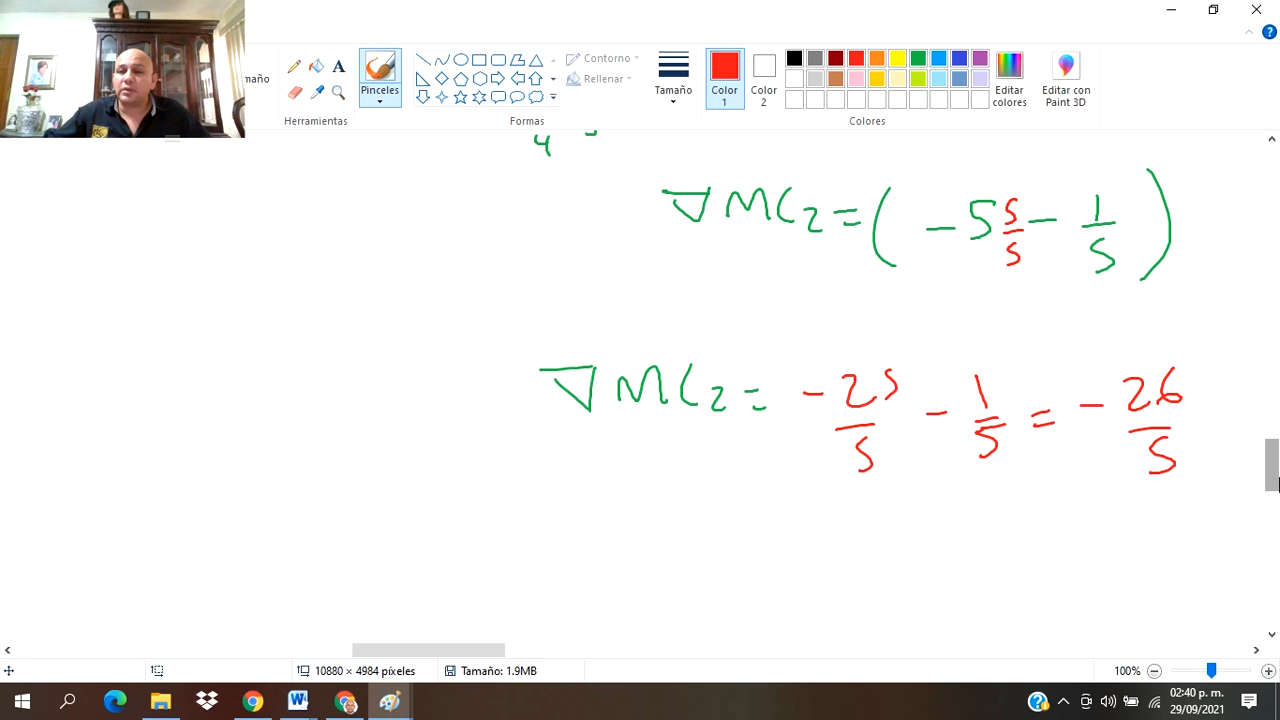 maño
Herramientas
Pinceles
Contorno
Rellenar
Formas
Tamaño
Color 1
Color 2
Colores
Editar colores
Editar con Paint 3D
4
∇MC2 = ( - 5 5/5 - 1/5 )
∇MC2 = - 25/5 - 1/5 = - 26/5
10880 × 4984 píxeles
Tamaño: 1.9MB
100%
02:40 p. m.
29/09/2021